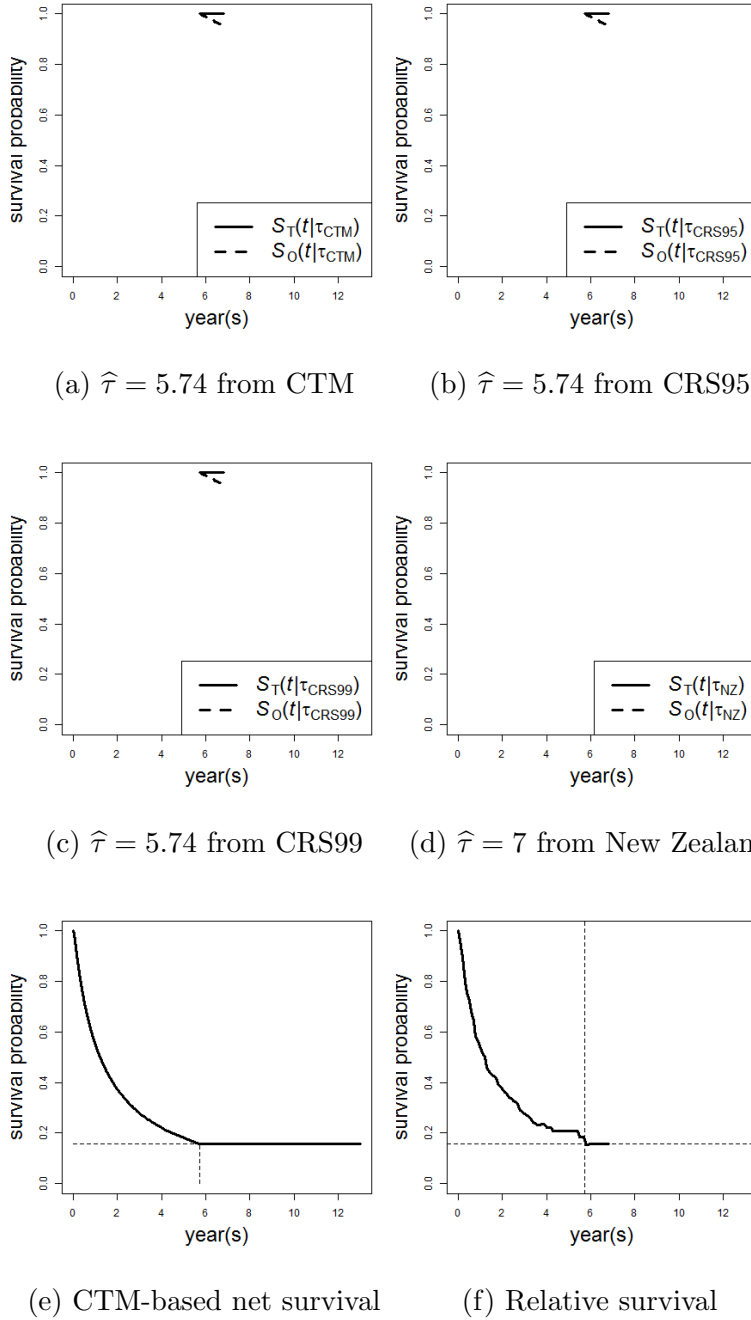 survival probability
0.0 0.2 0.4 0.6 0.8 1.0
S_T(t|τ_CTM)
S_O(t|τ_CTM)
0 2 4 6 8 10 12
year(s)
survival probability
0.0 0.2 0.4 0.6 0.8 1.0
S_T(t|τ_CRS95)
S_O(t|τ_CRS95)
0 2 4 6 8 10 12
year(s)
(a) τ̂ = 5.74 from CTM
(b) τ̂ = 5.74 from CRS95
survival probability
0.0 0.2 0.4 0.6 0.8 1.0
S_T(t|τ_CRS99)
S_O(t|τ_CRS99)
0 2 4 6 8 10 12
year(s)
survival probability
0.0 0.2 0.4 0.6 0.8 1.0
S_T(t|τ_NZ)
S_O(t|τ_NZ)
0 2 4 6 8 10 12
year(s)
(c) τ̂ = 5.74 from CRS99
(d) τ̂ = 7 from New Zealan
survival probability
0.0 0.2 0.4 0.6 0.8 1.0
0 2 4 6 8 10 12
year(s)
survival probability
0.0 0.2 0.4 0.6 0.8 1.0
0 2 4 6 8 10 12
year(s)
(e) CTM-based net survival
(f) Relative survival